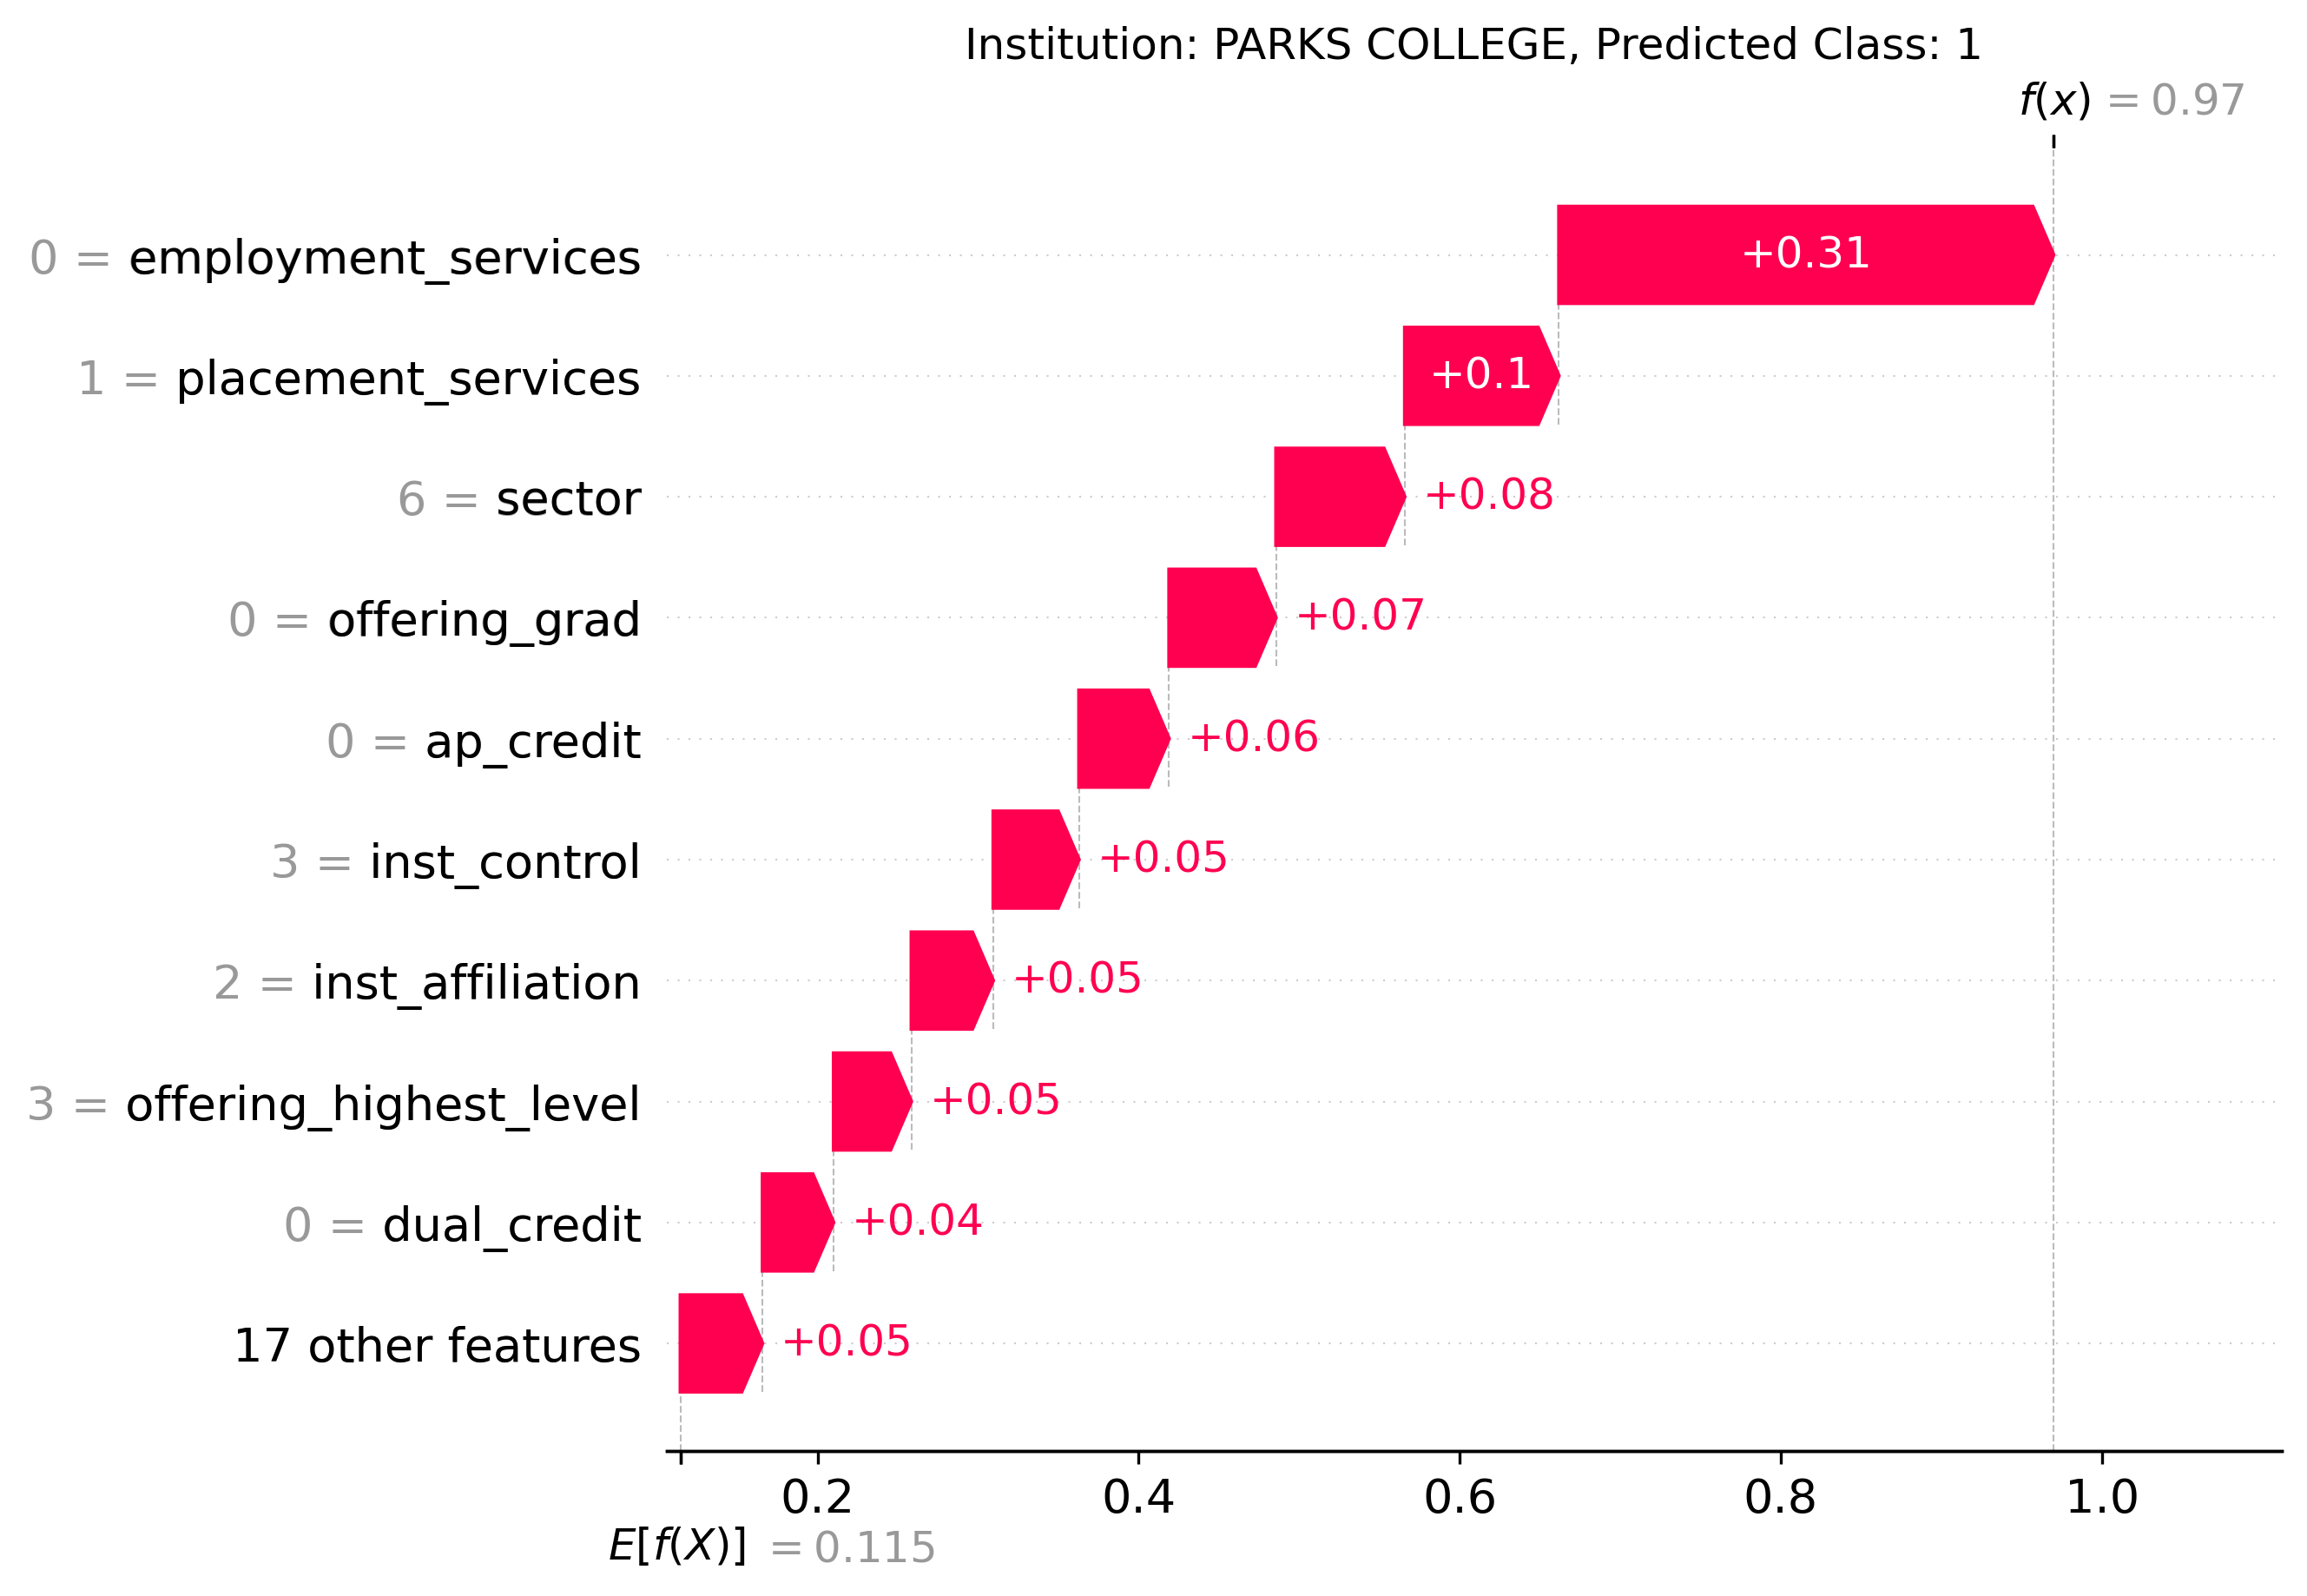 Institution: PARKS COLLEGE, Predicted Class: 1
f(x) = 0.97
0 = employment_services +0.31
1 = placement_services +0.1
6 = sector +0.08
0 = offering_grad +0.07
0 = ap_credit +0.06
3 = inst_control +0.05
2 = inst_affiliation +0.05
3 = offering_highest_level +0.05
0 = dual_credit +0.04
17 other features +0.05
0.2 0.4 0.6 0.8 1.0
E[f(X)] = 0.115